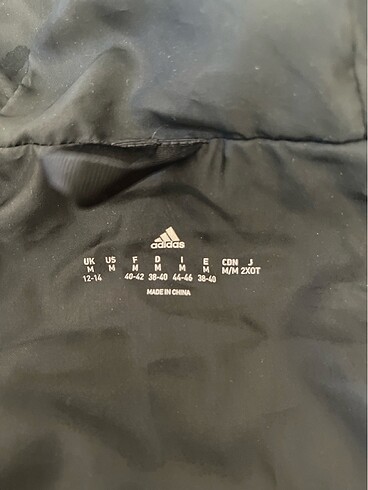 adidas
UK US F D I E CDN J
M M M M M M M/M 2XOT
12-14 40-42 38-40 44-46 38-40
MADE IN CHINA